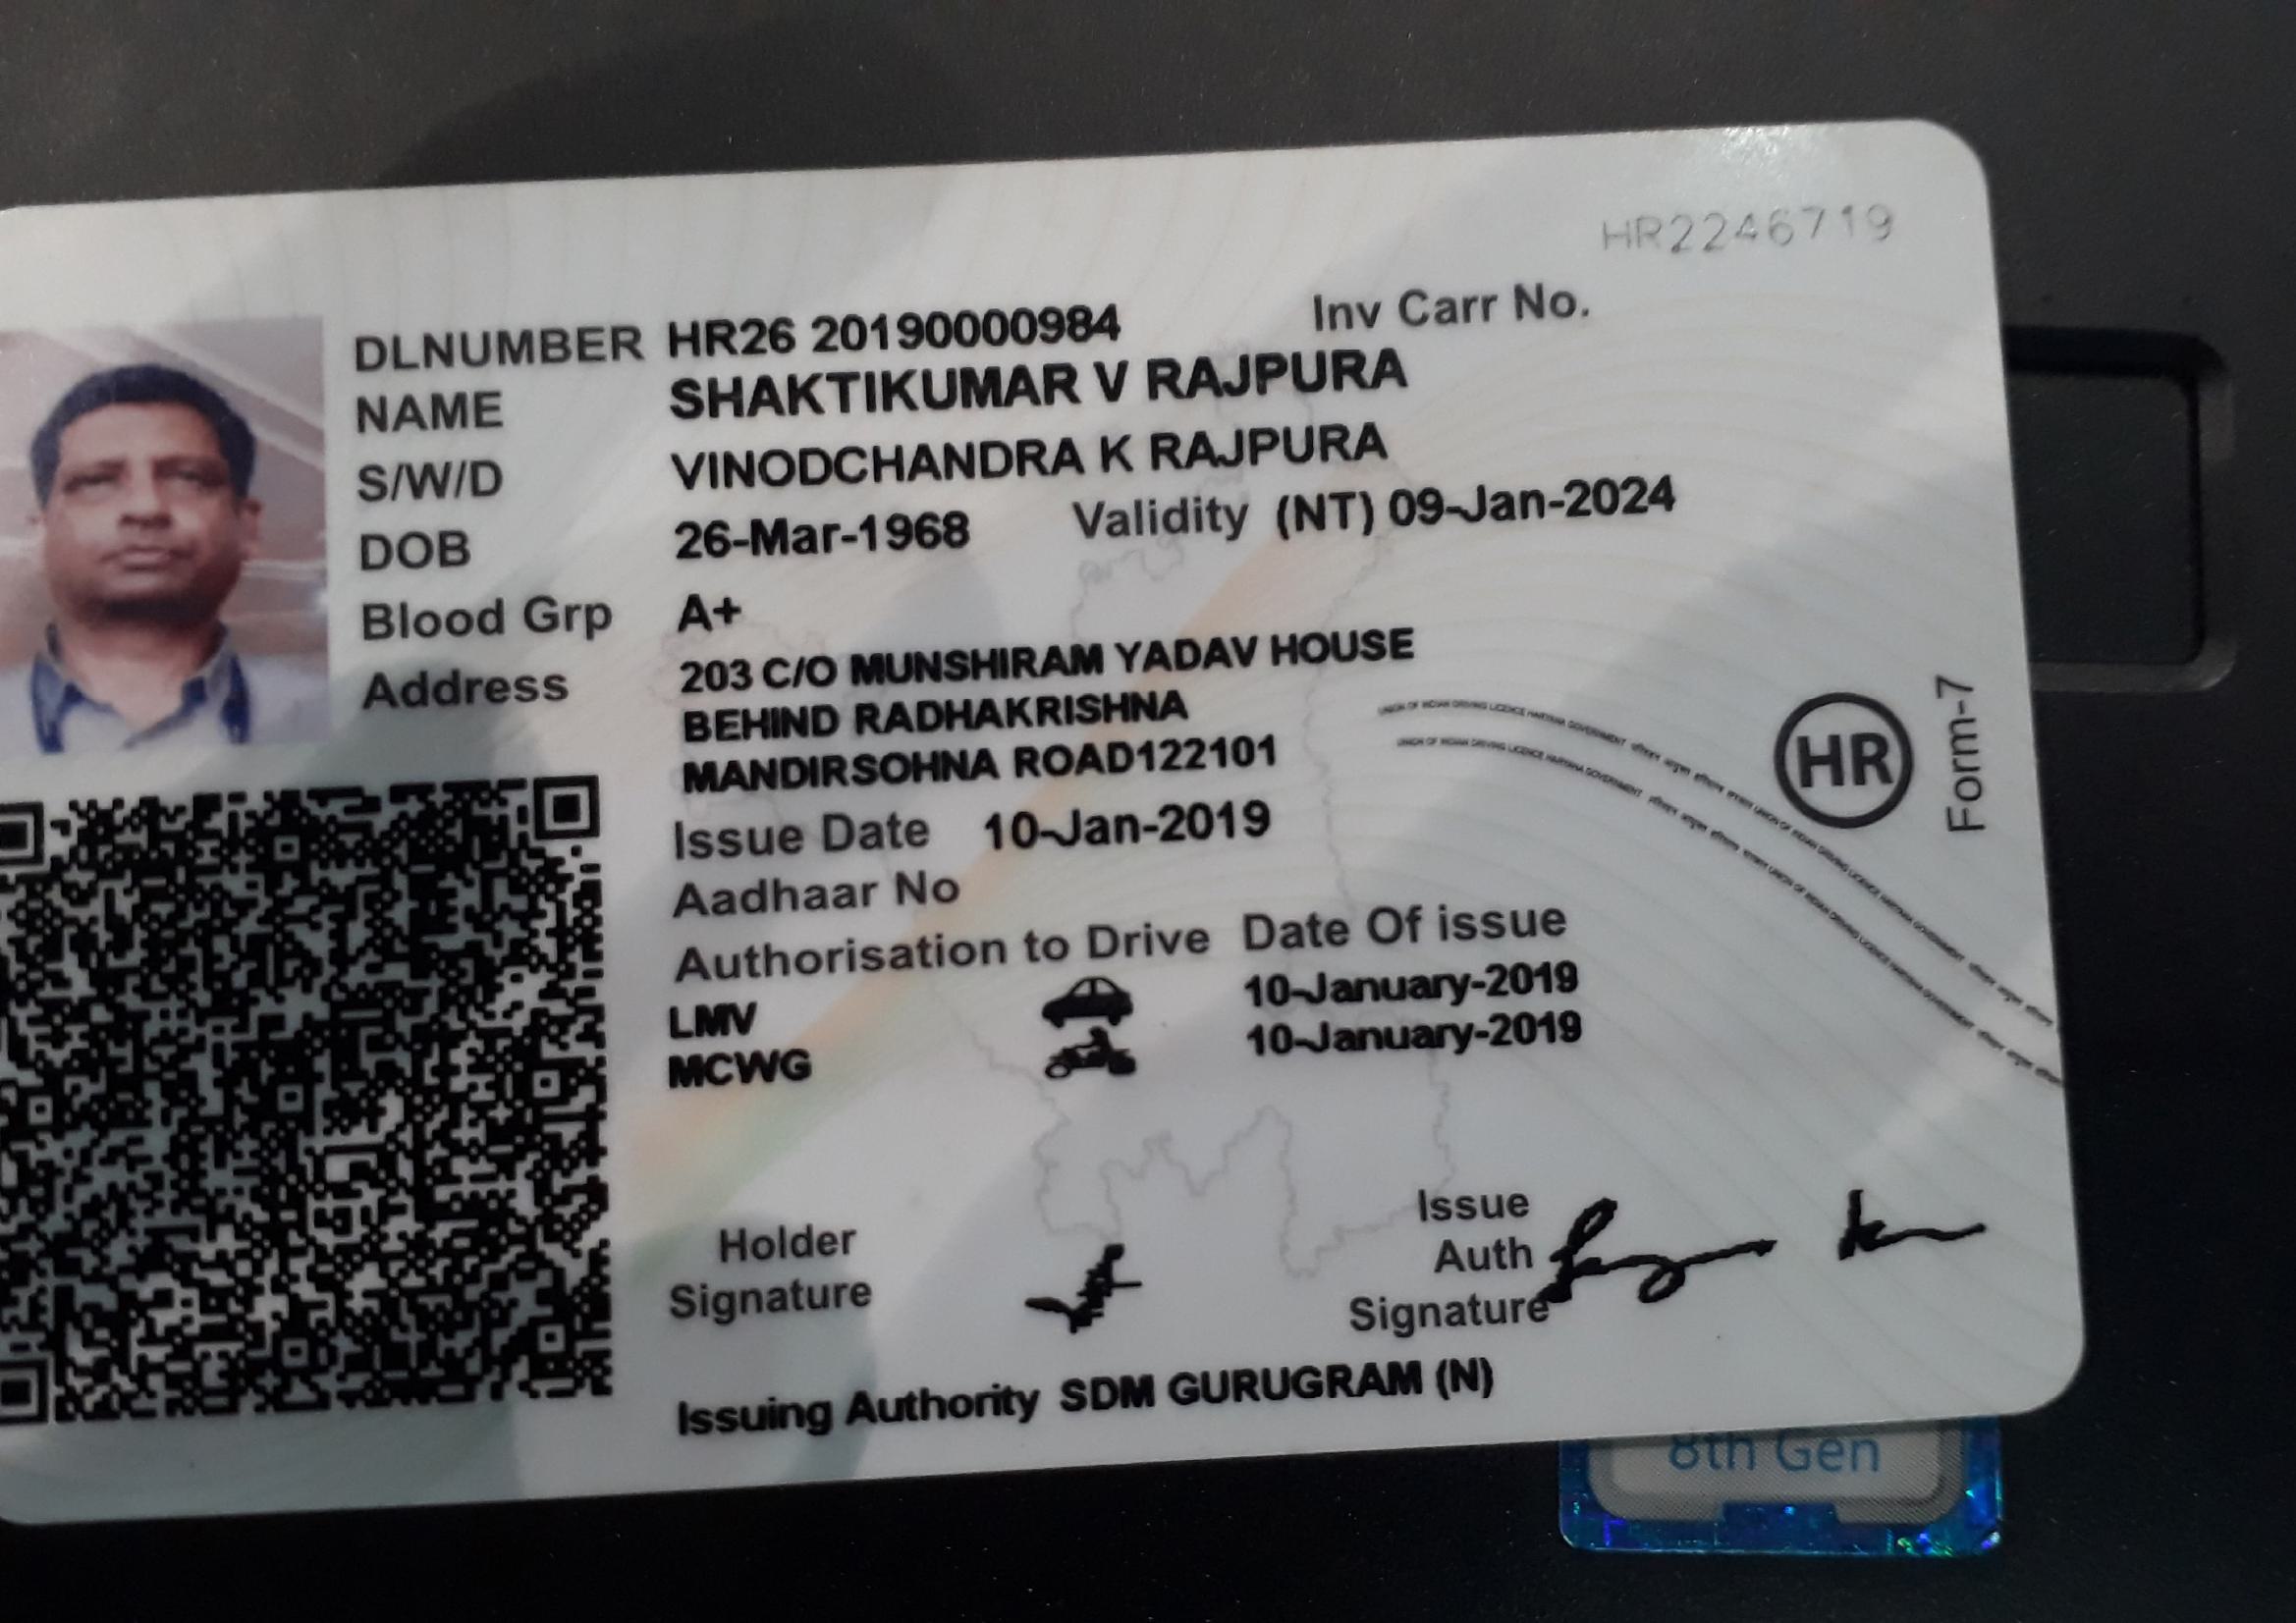 HR2246719
DLNUMBER HR26 20190000984 Inv Carr No.
NAME SHAKTIKUMAR V RAJPURA
S/W/D VINODCHANDRA K RAJPURA
DOB 26-Mar-1968 Validity (NT) 09-Jan-2024
Blood Grp A+
Address 203 C/O MUNSHIRAM YADAV HOUSE
BEHIND RADHAKRISHNA
MANDIRSOHNA ROAD122101
HR
Form-7
Issue Date 10-Jan-2019
Aadhaar No
Authorisation to Drive Date Of issue
LMV 10-January-2019
MCWG 10-January-2019
Holder
Signature
Issue
Auth
Signature
Issuing Authority SDM GURUGRAM (N)
8th Gen